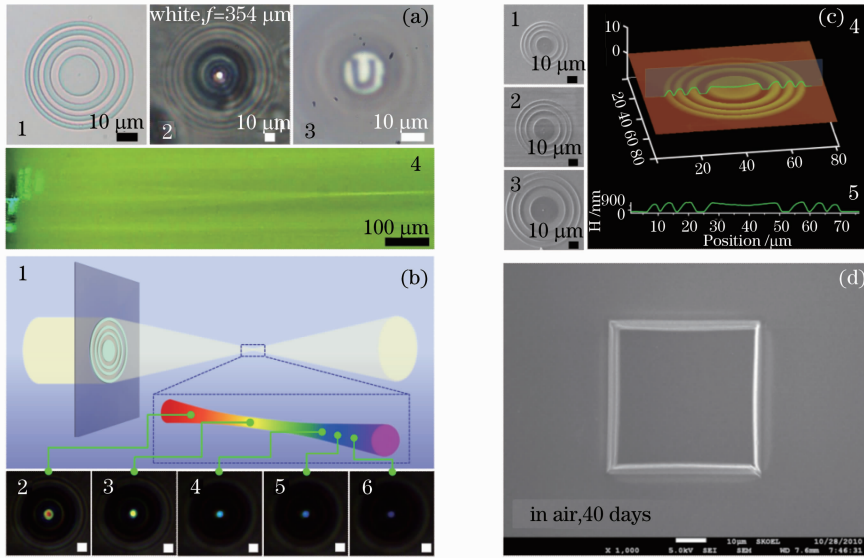 (a)
white,f=354 μm
1
10 μm
2
10 μm
3
10 μm
4
100 μm
(b)
1
2
3
4
5
6
(c)
1
10 μm
2
10 μm
3
10 μm
4
10
0
20
40
60
80
20
40
60
80
5
H /nm
900
0
10 20 30 40 50 60 70
Position /μm
(d)
in air,40 days
10μm SKOEL 10/28/2010
X 1,000 5.0kV SEI SEM WD 7.6mm